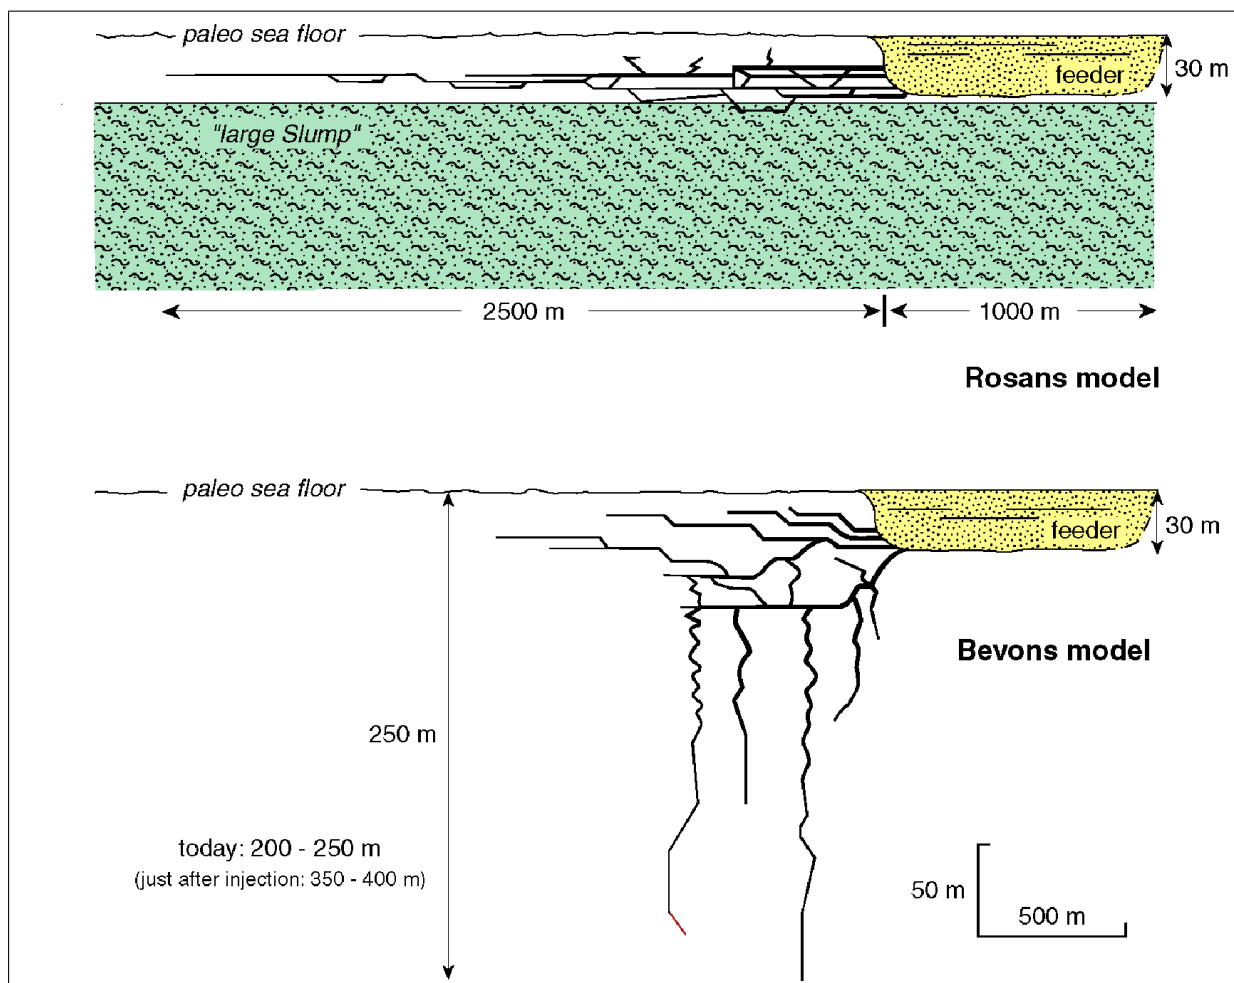 paleo sea floor
feeder
30 m
"large Slump"
2500 m
1000 m
Rosans model
paleo sea floor
feeder
30 m
Bevons model
250 m
today: 200 - 250 m
(just after injection: 350 - 400 m)
50 m
500 m